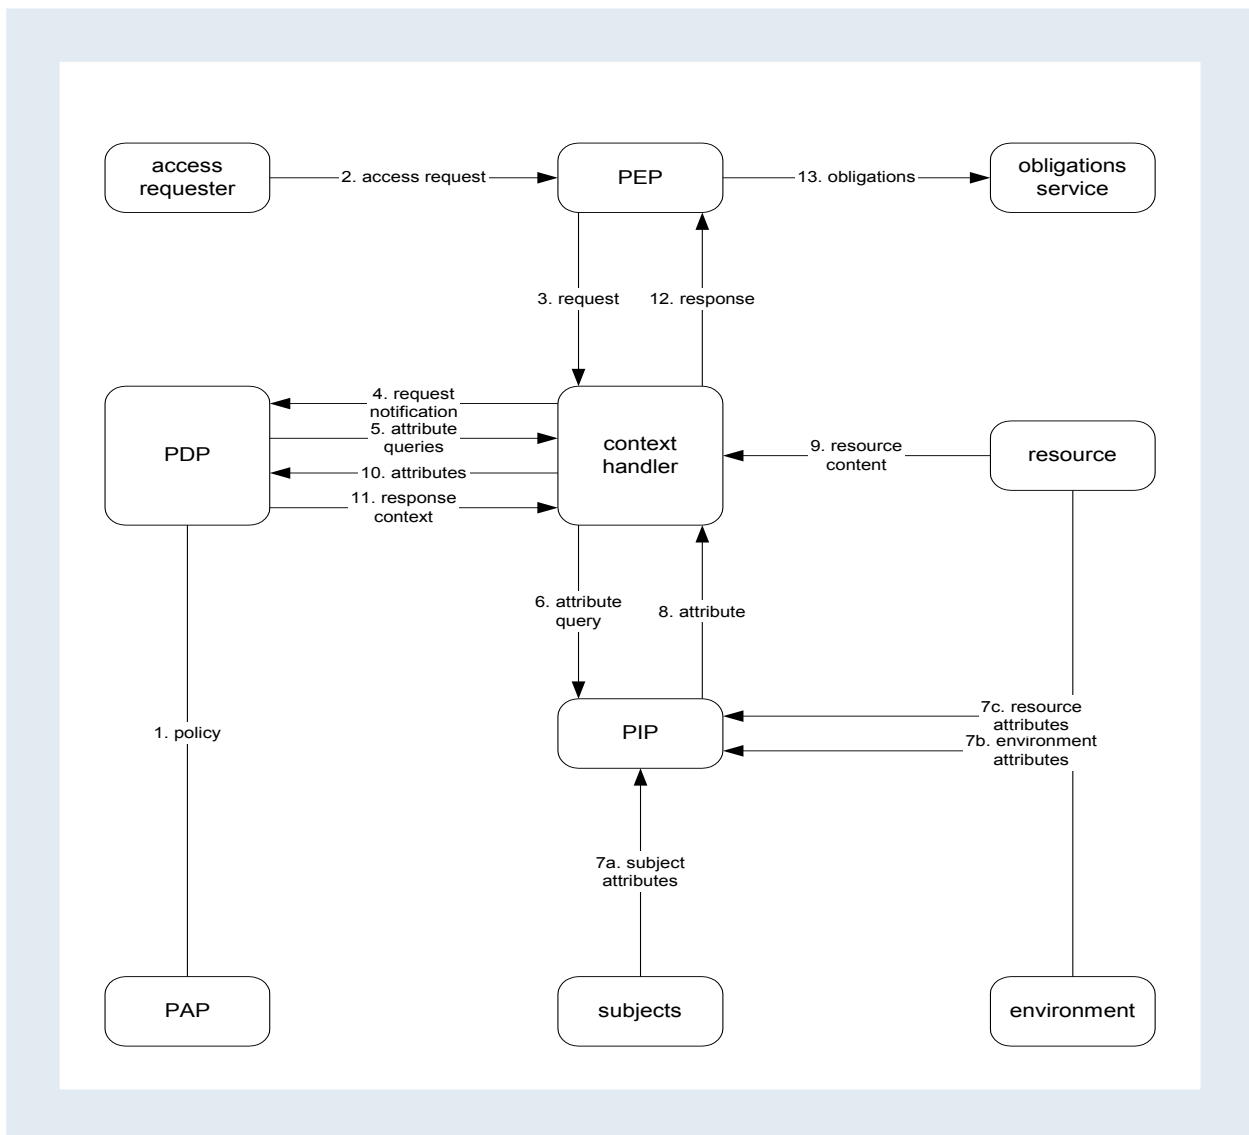 access
requester
2. access request
PEP
13. obligations
obligations
service
3. request
12. response
PDP
4. request
notification
5. attribute
queries
10. attributes
11. response
context
context
handler
9. resource
content
resource
6. attribute
query
8. attribute
1. policy
PIP
7c. resource
attributes
7b. environment
attributes
7a. subject
attributes
PAP
subjects
environment